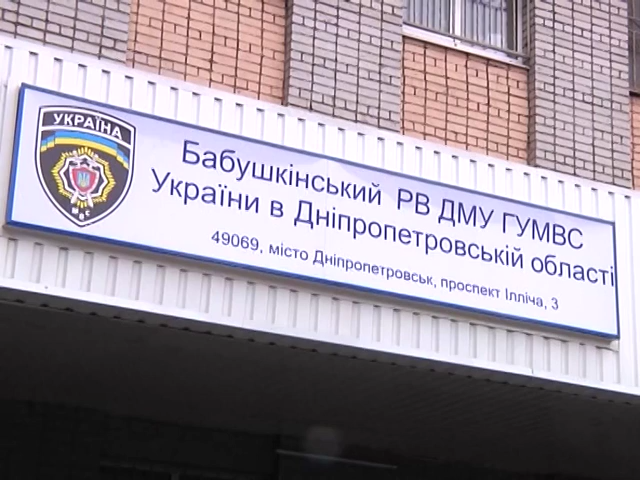 УКРАЇНА
МВС
Бабушкінський РВ ДМУ ГУМВС
України в Дніпропетровській області
49069, місто Дніпропетровськ, проспект Ілліча, 3